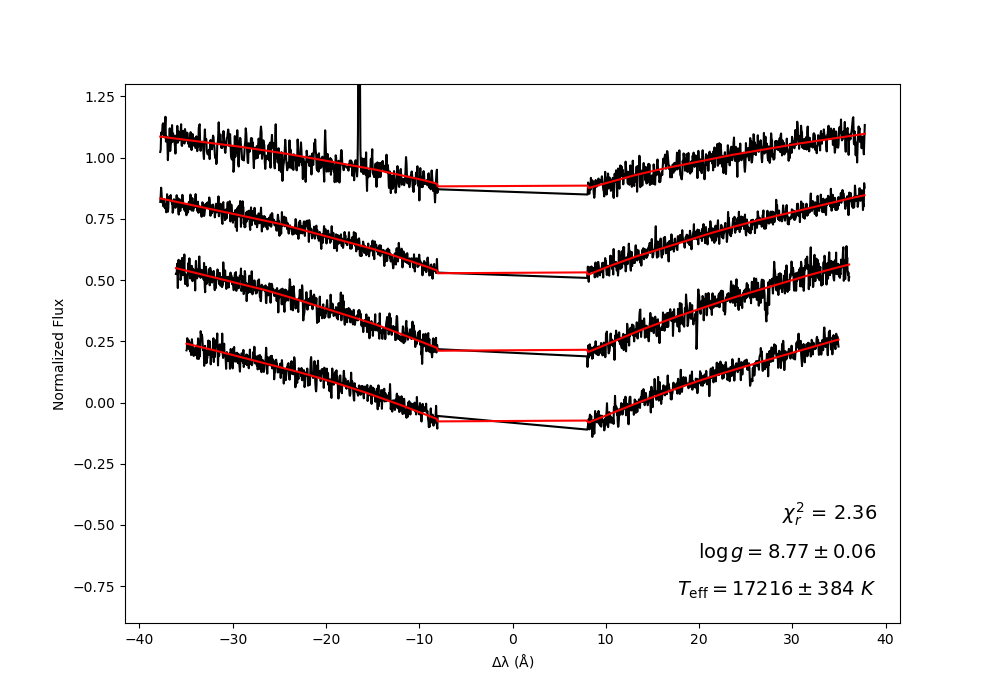 1.25
1.00
0.75
0.50
0.25
0.00
−0.25
−0.50
−0.75
Normalized Flux
χ²ᵣ = 2.36
log g = 8.77 ± 0.06
T_eff = 17216 ± 384 K
−40 −30 −20 −10 0 10 20 30 40
Δλ (Å)